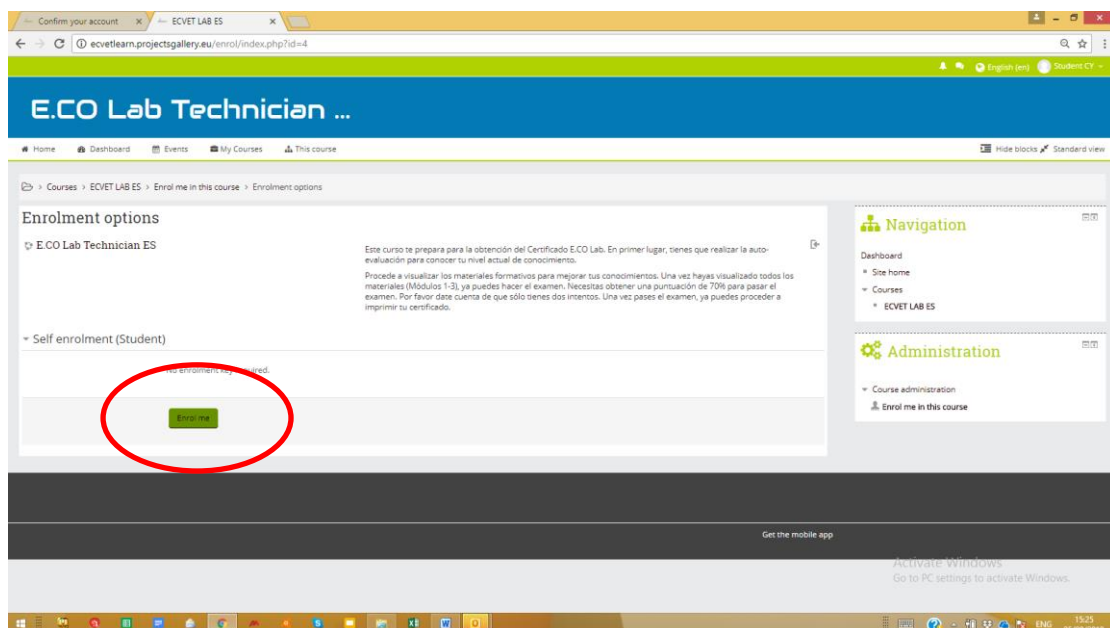 Confirm your account
ECVET LAB ES
ecvetlearn.projectsgallery.eu/enrol/index.php?id=4
English (en) Student CY
E.CO Lab Technician ...
Home Dashboard Events My Courses This course Hide blocks Standard view
Courses > ECVET LAB ES > Enrol me in this course > Enrolment options
Enrolment options
E.CO Lab Technician ES
Este curso te prepara para la obtención del Certificado E.CO Lab. En primer lugar, tienes que realizar la auto-
evaluación para conocer tu nivel actual de conocimiento.
Procede a visualizar los materiales formativos para mejorar tus conocimientos. Una vez hayas visualizado todos los
materiales (Módulos 1-3), ya puedes hacer el examen. Necesitas obtener una puntuación de 70% para pasar el
examen. Por favor date cuenta de que sólo tienes dos intentos. Una vez pases el examen, ya puedes proceder a
imprimir tu certificado.
Self enrolment (Student)
No enrolment key required.
Enrol me
Navigation
Dashboard
Site home
Courses
ECVET LAB ES
Administration
Course administration
Enrol me in this course
Get the mobile app
Activate Windows
Go to PC settings to activate Windows.
ENG 15:25